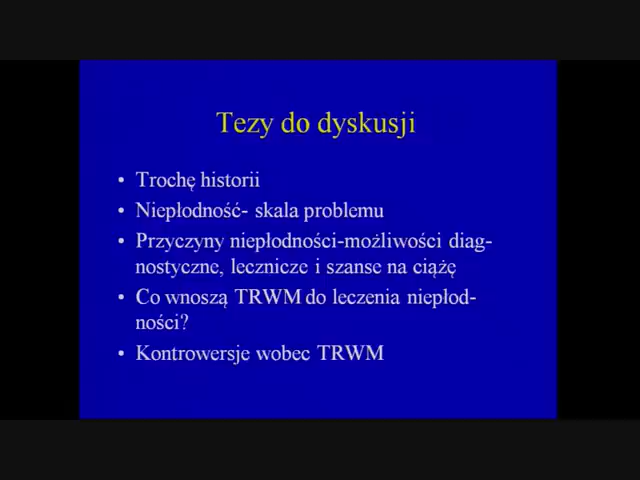 Tezy do dyskusji
• Trochę historii
• Niepłodność- skala problemu
• Przyczyny niepłodności-możliwości diag-
nostyczne, lecznicze i szanse na ciążę
• Co wnoszą TRWM do leczenia niepłod-
ności?
• Kontrowersje wobec TRWM